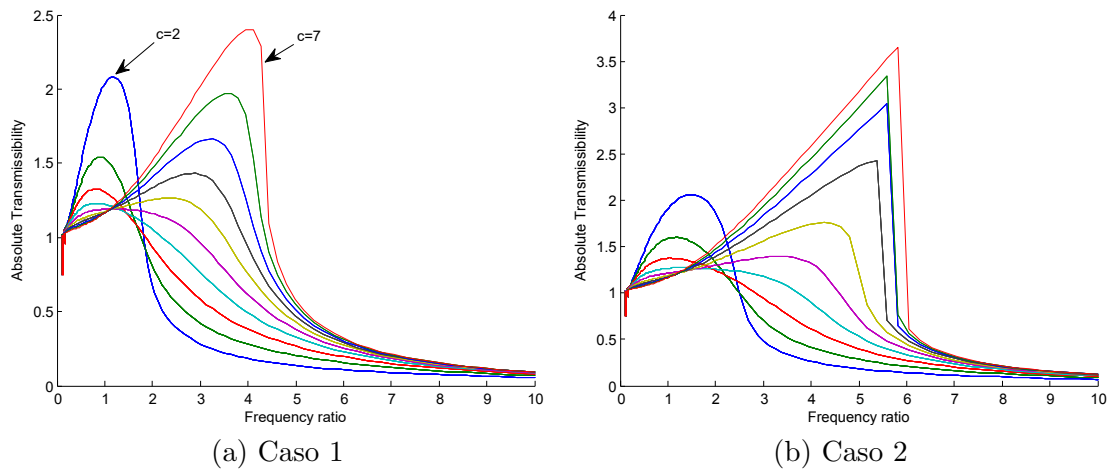 2.5
2
1.5
1
0.5
0
Absolute Transmissibility
c=2
c=7
0 1 2 3 4 5 6 7 8 9 10
Frequency ratio
(a) Caso 1
4
3.5
3
2.5
2
1.5
1
0.5
0
Absolute Transmissibility
0 1 2 3 4 5 6 7 8 9 10
Frequency ratio
(b) Caso 2